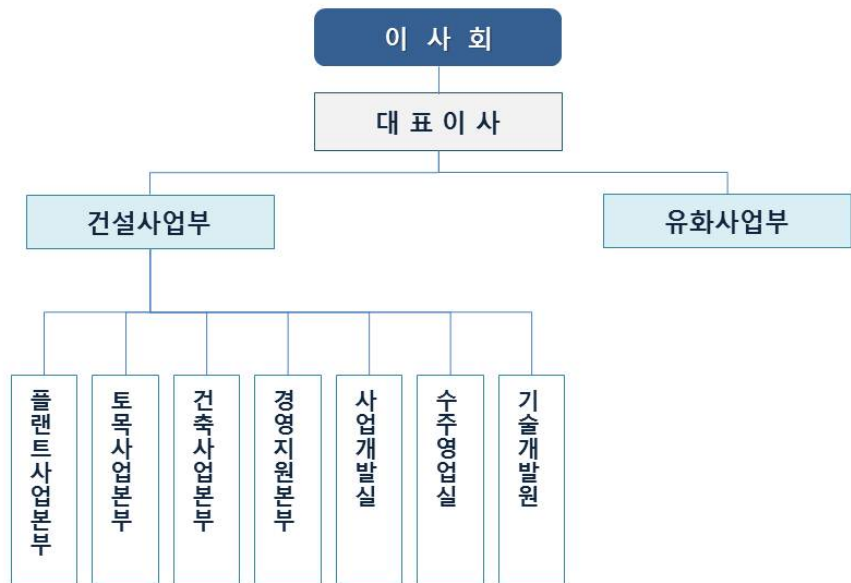 이 사 회
대 표 이 사
건설사업부
유화사업부
플랜트사업본부
토목사업본부
건축사업본부
경영지원본부
사업개발실
수주영업실
기술개발원